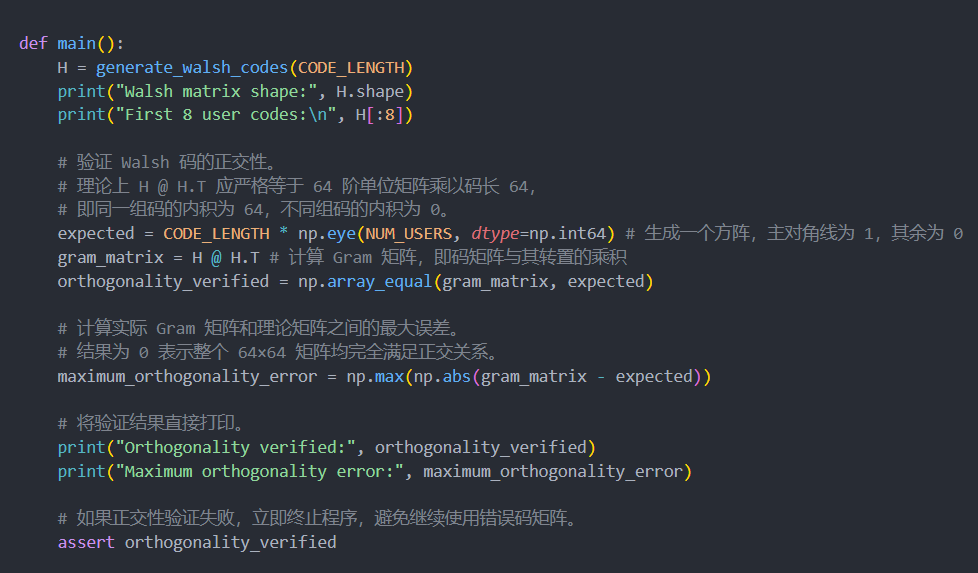 def main():
    H = generate_walsh_codes(CODE_LENGTH)
    print("Walsh matrix shape:", H.shape)
    print("First 8 user codes:\n", H[:8])

    # 验证 Walsh 码的正交性。
    # 理论上 H @ H.T 应严格等于 64 阶单位矩阵乘以码长 64，
    # 即同一组码的内积为 64，不同组码的内积为 0。
    expected = CODE_LENGTH * np.eye(NUM_USERS, dtype=np.int64) # 生成一个方阵，主对角线为 1，其余为 0
    gram_matrix = H @ H.T # 计算 Gram 矩阵，即码矩阵与其转置的乘积
    orthogonality_verified = np.array_equal(gram_matrix, expected)

    # 计算实际 Gram 矩阵和理论矩阵之间的最大误差。
    # 结果为 0 表示整个 64×64 矩阵均完全满足正交关系。
    maximum_orthogonality_error = np.max(np.abs(gram_matrix - expected))

    # 将验证结果直接打印。
    print("Orthogonality verified:", orthogonality_verified)
    print("Maximum orthogonality error:", maximum_orthogonality_error)

    # 如果正交性验证失败，立即终止程序，避免继续使用错误码矩阵。
    assert orthogonality_verified